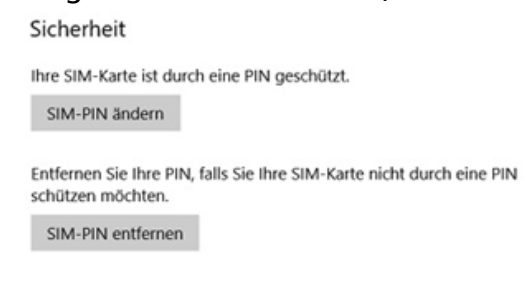 Sicherheit
Ihre SIM-Karte ist durch eine PIN geschützt.
SIM-PIN ändern
Entfernen Sie Ihre PIN, falls Sie Ihre SIM-Karte nicht durch eine PIN
schützen möchten.
SIM-PIN entfernen